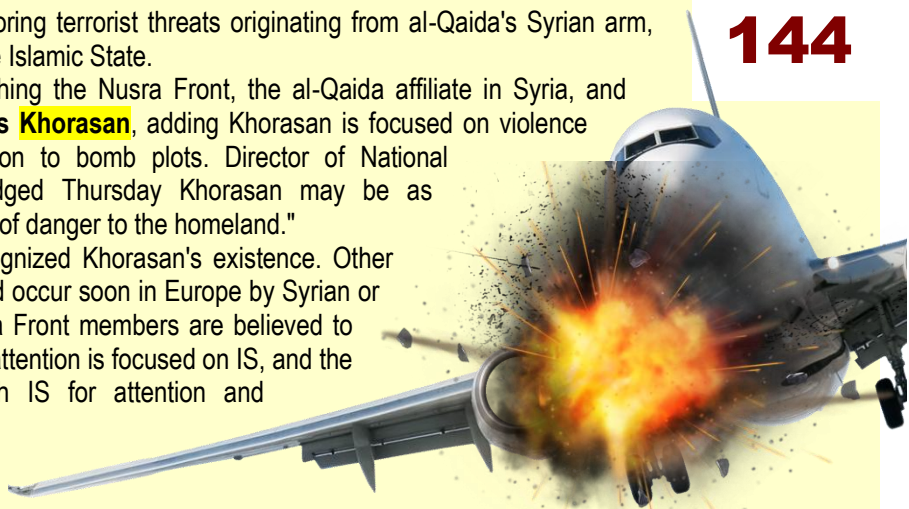 oring terrorist threats originating from al-Qaida's Syrian arm,
Islamic State.
hing the Nusra Front, the al-Qaida affiliate in Syria, and
s Khorasan, adding Khorasan is focused on violence
on to bomb plots. Director of National
dged Thursday Khorasan may be as
of danger to the homeland."
gnized Khorasan's existence. Other
d occur soon in Europe by Syrian or
a Front members are believed to
attention is focused on IS, and the
n IS for attention and
144